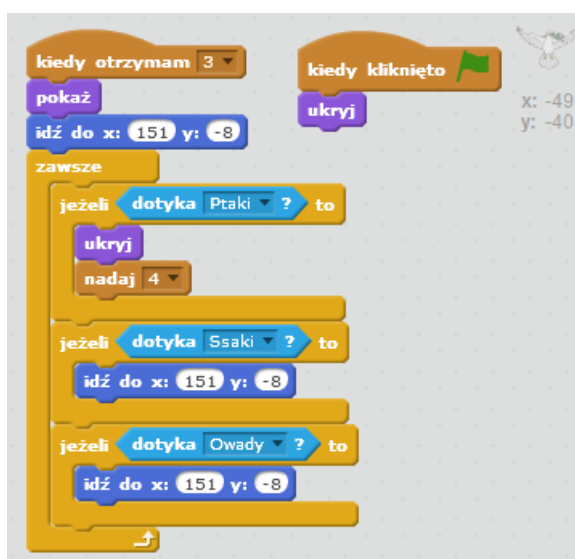 kiedy otrzymam 3
pokaż
idź do x: 151 y: -8
zawsze
jeżeli dotyka Ptaki ? to
ukryj
nadaj 4
jeżeli dotyka Ssaki ? to
idź do x: 151 y: -8
jeżeli dotyka Owady ? to
idź do x: 151 y: -8
kiedy kliknięto
ukryj
x: -49
y: -40